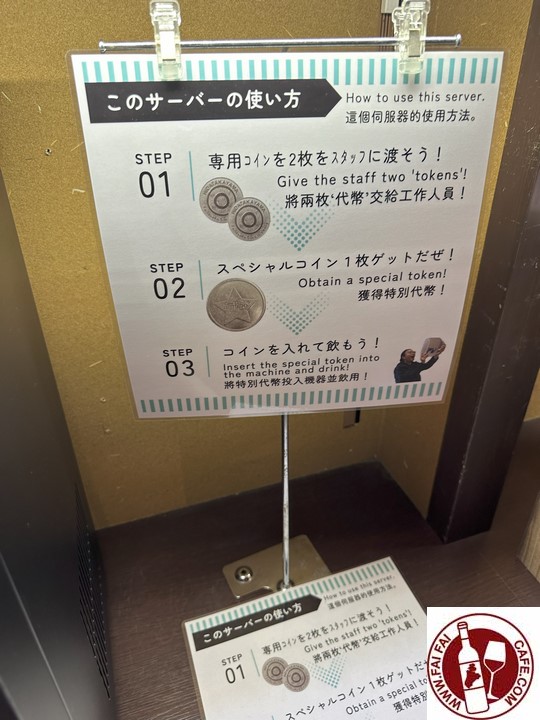 このサーバーの使い方
How to use this server.
這個伺服器的使用方法。
STEP
01
専用ｺｲﾝを2枚をｽﾀｯﾌに渡そう！
Give the staff two 'tokens'!
將兩枚‘代幣’交給工作人員！
STEP
02
スペシャルコイン1枚ゲットだぜ！
Obtain a special token!
獲得特別代幣！
STEP
03
コインを入れて飲もう！
Insert the special token into
the machine and drink!
將特別代幣投入機器並飲用！
このサーバーの使い方
How to use this server.
這個伺服器的使用方法。
STEP
01
専用ｺｲﾝを2枚をｽﾀｯﾌに渡そう！
Give the staff two 'tokens'!
將兩枚‘代幣’交給工作人員！
スペシャルコイン1枚ゲットだ
Obtain a special to
獲得特別
WWW.FAI FAI CAFE.COM